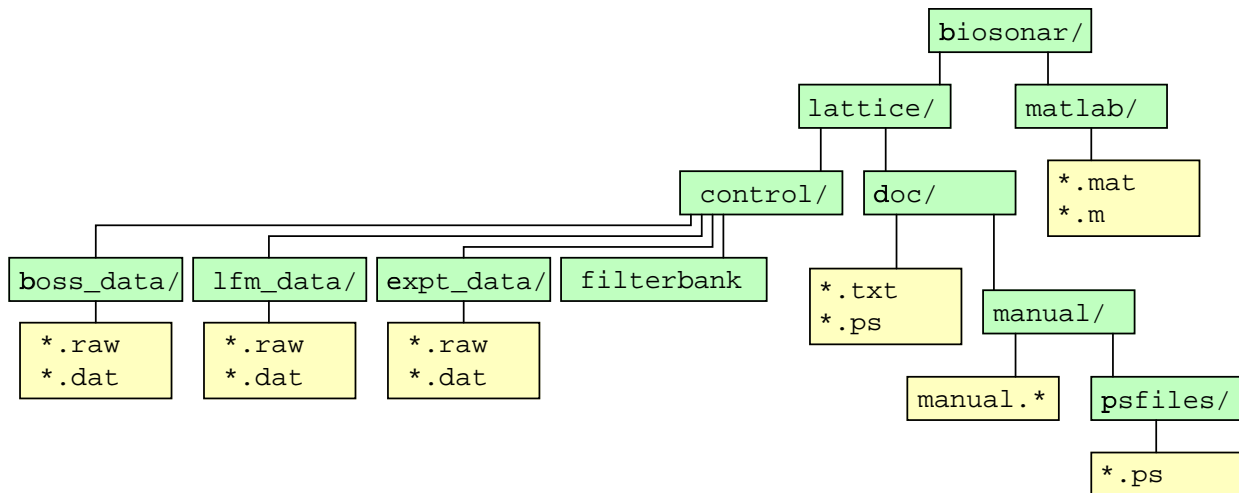 biosonar/
lattice/
matlab/
control/
doc/
*.mat
*.m
boss_data/
lfm_data/
expt_data/
filterbank
*.txt
*.ps
manual/
*.raw
*.dat
*.raw
*.dat
*.raw
*.dat
manual.*
psfiles/
*.ps